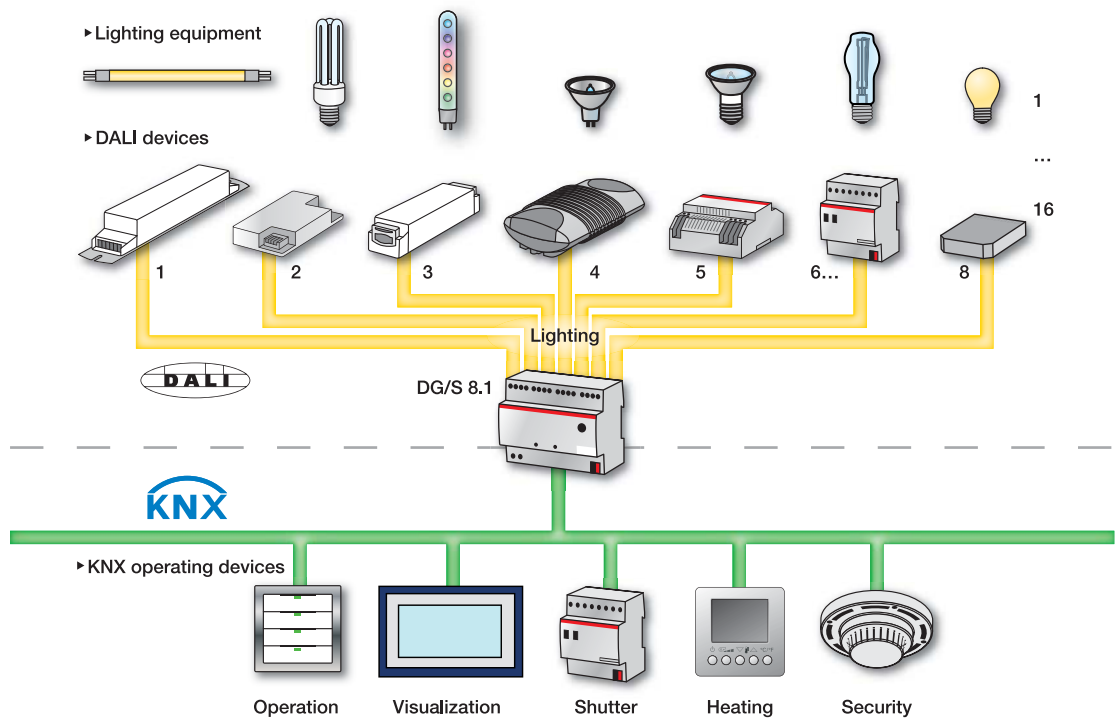 ▸Lighting equipment
1
▸DALI devices
...
16
1
2
3
4
5
6...
8
Lighting
DALI
DG/S 8.1
KNX
▸KNX operating devices
Operation
Visualization
Shutter
Heating
Security